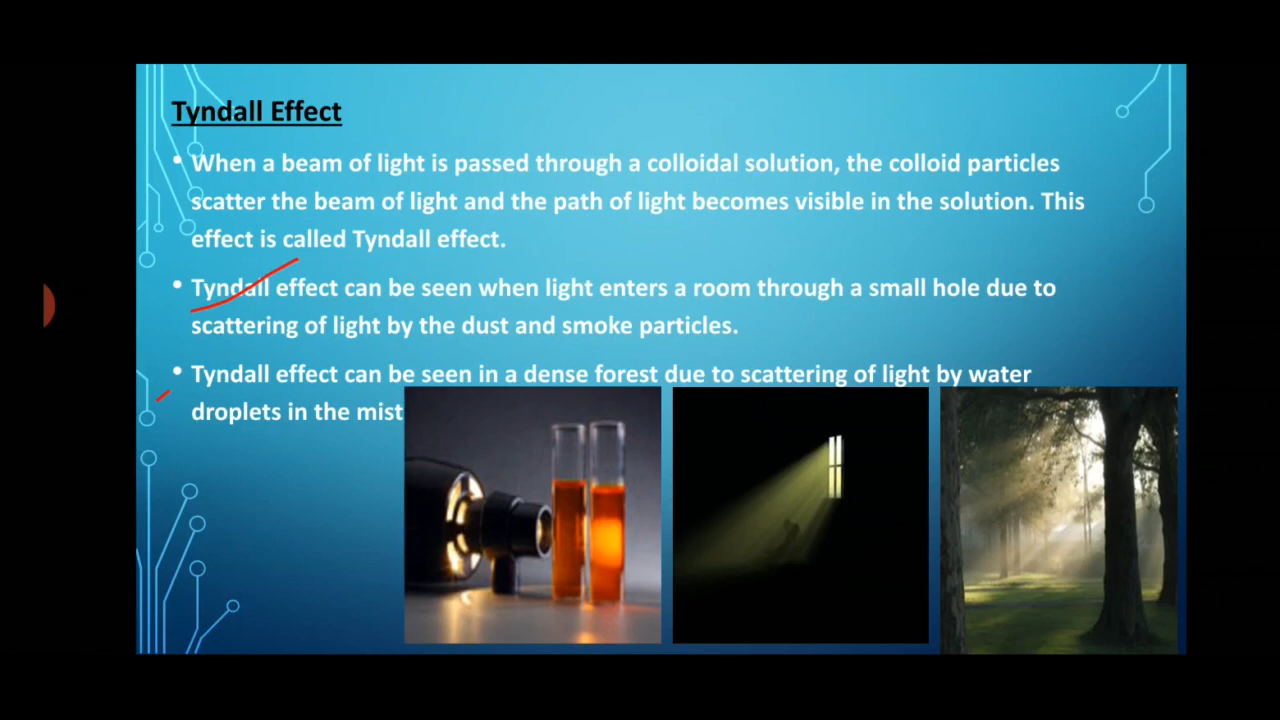 Tyndall Effect
• When a beam of light is passed through a colloidal solution, the colloid particles
scatter the beam of light and the path of light becomes visible in the solution. This
effect is called Tyndall effect.
• Tyndall effect can be seen when light enters a room through a small hole due to
scattering of light by the dust and smoke particles.
• Tyndall effect can be seen in a dense forest due to scattering of light by water
droplets in the mist